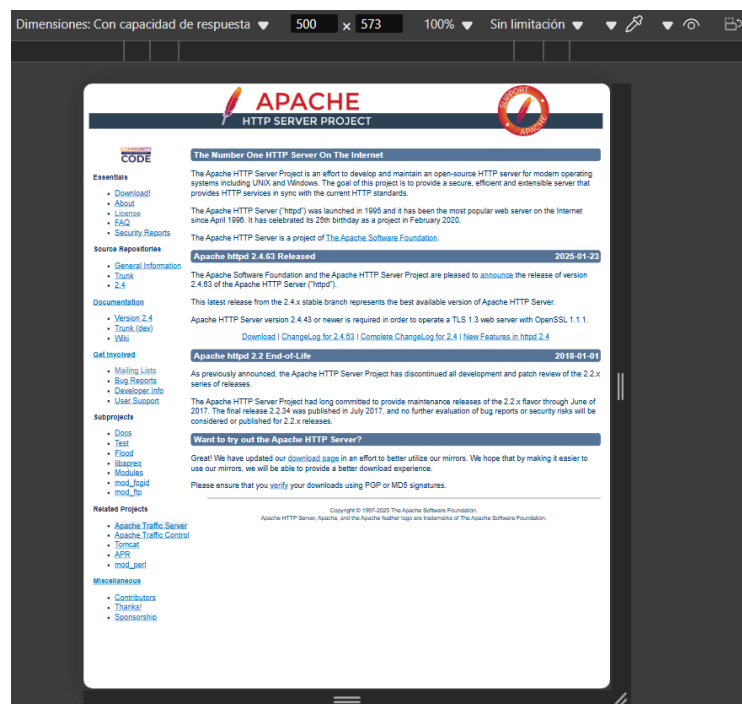 Dimensiones: Con capacidad de respuesta 500 x 573 100% Sin limitación
APACHE
HTTP SERVER PROJECT
SUPPORT
APACHE
COMMUNITY
CODE
Essentials
Download!
About
License
FAQ
Security Reports
Source Repositories
General Information
Trunk
2.4
Documentation
Version 2.4
Trunk (dev)
Wiki
Get Involved
Mailing Lists
Bug Reports
Developer Info
User Support
Subprojects
Docs
Test
Flood
libapreq
Modules
mod_fcgid
mod_ftp
Related Projects
Apache Traffic Server
Apache Traffic Control
Tomcat
APR
mod_perl
Miscellaneous
Contributors
Thanks!
Sponsorship
The Number One HTTP Server On The Internet
The Apache HTTP Server Project is an effort to develop and maintain an open-source HTTP server for modern operating
systems including UNIX and Windows. The goal of this project is to provide a secure, efficient and extensible server that
provides HTTP services in sync with the current HTTP standards.
The Apache HTTP Server ("httpd") was launched in 1995 and it has been the most popular web server on the Internet
since April 1996. It has celebrated its 25th birthday as a project in February 2020.
The Apache HTTP Server is a project of The Apache Software Foundation.
Apache httpd 2.4.63 Released 2025-01-23
The Apache Software Foundation and the Apache HTTP Server Project are pleased to announce the release of version
2.4.63 of the Apache HTTP Server ("httpd").
This latest release from the 2.4.x stable branch represents the best available version of Apache HTTP Server.
Apache HTTP Server version 2.4.43 or newer is required in order to operate a TLS 1.3 web server with OpenSSL 1.1.1.
Download | ChangeLog for 2.4.63 | Complete ChangeLog for 2.4 | New Features in httpd 2.4
Apache httpd 2.2 End-of-Life 2018-01-01
As previously announced, the Apache HTTP Server Project has discontinued all development and patch review of the 2.2.x
series of releases.
The Apache HTTP Server Project had long committed to provide maintenance releases of the 2.2.x flavor through June of
2017. The final release 2.2.34 was published in July 2017, and no further evaluation of bug reports or security risks will be
considered or published for 2.2.x releases.
Want to try out the Apache HTTP Server?
Great! We have updated our download page in an effort to better utilize our mirrors. We hope that by making it easier to
use our mirrors, we will be able to provide a better download experience.
Please ensure that you verify your downloads using PGP or MD5 signatures.
Copyright © 1997-2025 The Apache Software Foundation.
Apache HTTP Server, Apache, and the Apache feather logo are trademarks of The Apache Software Foundation.